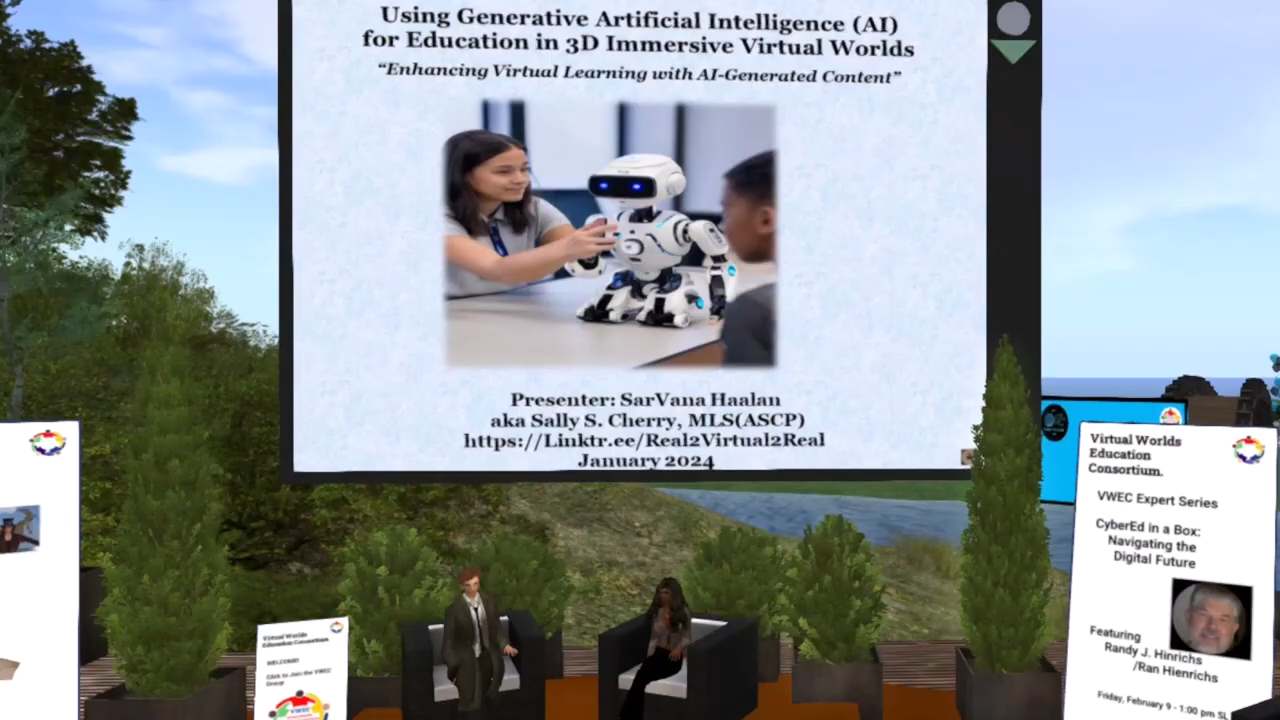 Using Generative Artificial Intelligence (AI)
for Education in 3D Immersive Virtual Worlds
“Enhancing Virtual Learning with AI-Generated Content”
Presenter: SarVana Haalan
aka Sally S. Cherry, MLS(ASCP)
https://Linktr.ee/Real2Virtual2Real
January 2024
Virtual Worlds
Education Consortium
WELCOME!
Click to Join the VWEC
Group
VWEC
Virtual Worlds
Education
Consortium.
VWEC Expert Series
CyberEd in a Box:
Navigating the
Digital Future
Featuring
Randy J. Hinrichs
/Ran Hienrichs
Friday, February 9 - 1:00 pm SL